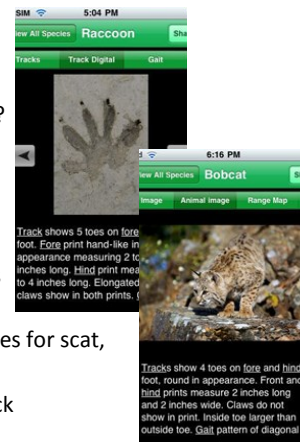 SIM 5:04 PM
View All Species Raccoon Sha
Tracks Track Digital Gait
Track shows 5 toes on fore
foot. Fore print hand-like in
appearance measuring 2 to
inches long. Hind print mea
to 4 inches long. Elongated
claws show in both prints.
?
es for scat,
ck
6:16 PM
View All Species Bobcat
Image Animal image Range Map
Tracks show 4 toes on fore and hind
foot, round in appearance. Front and
hind prints measure 2 inches long
and 2 inches wide. Claws do not
show in print. Inside toe larger than
outside toe. Gait pattern of diagonal